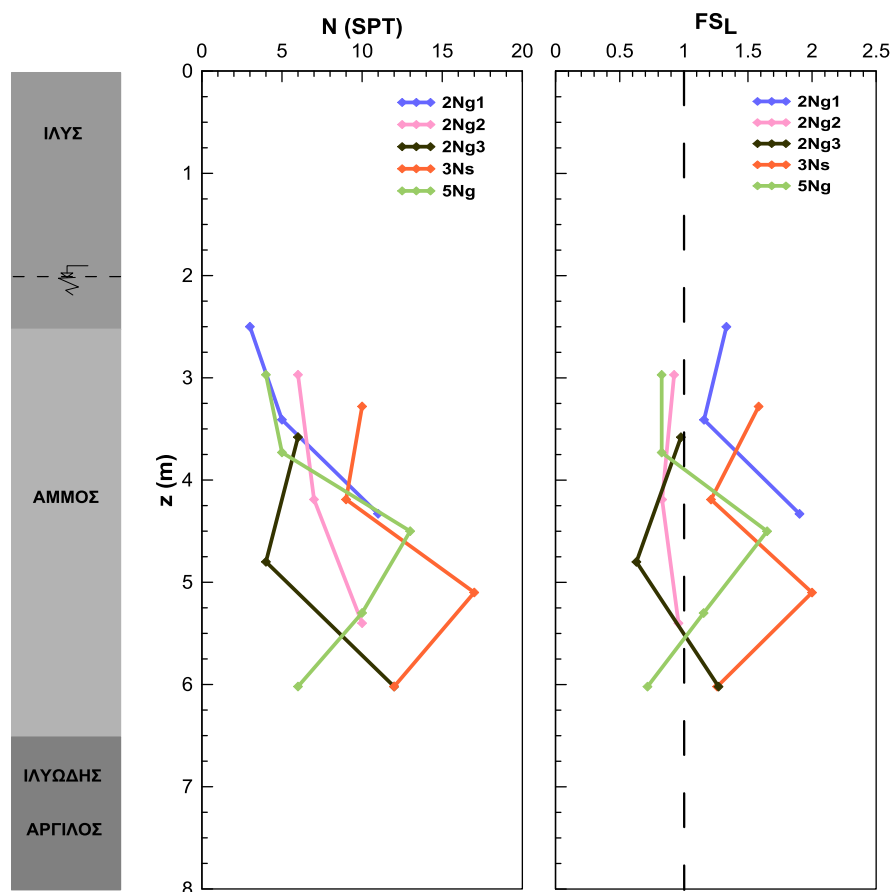 N (SPT)
FSL
0
5
10
15
20
0
0.5
1
1.5
2
2.5
0
1
2
3
4
5
6
7
8
z (m)
2Ng1
2Ng2
2Ng3
3Ns
5Ng
2Ng1
2Ng2
2Ng3
3Ns
5Ng
ΙΛΥΣ
ΑΜΜΟΣ
ΙΛΥΩΔΗΣ
ΑΡΓΙΛΟΣ